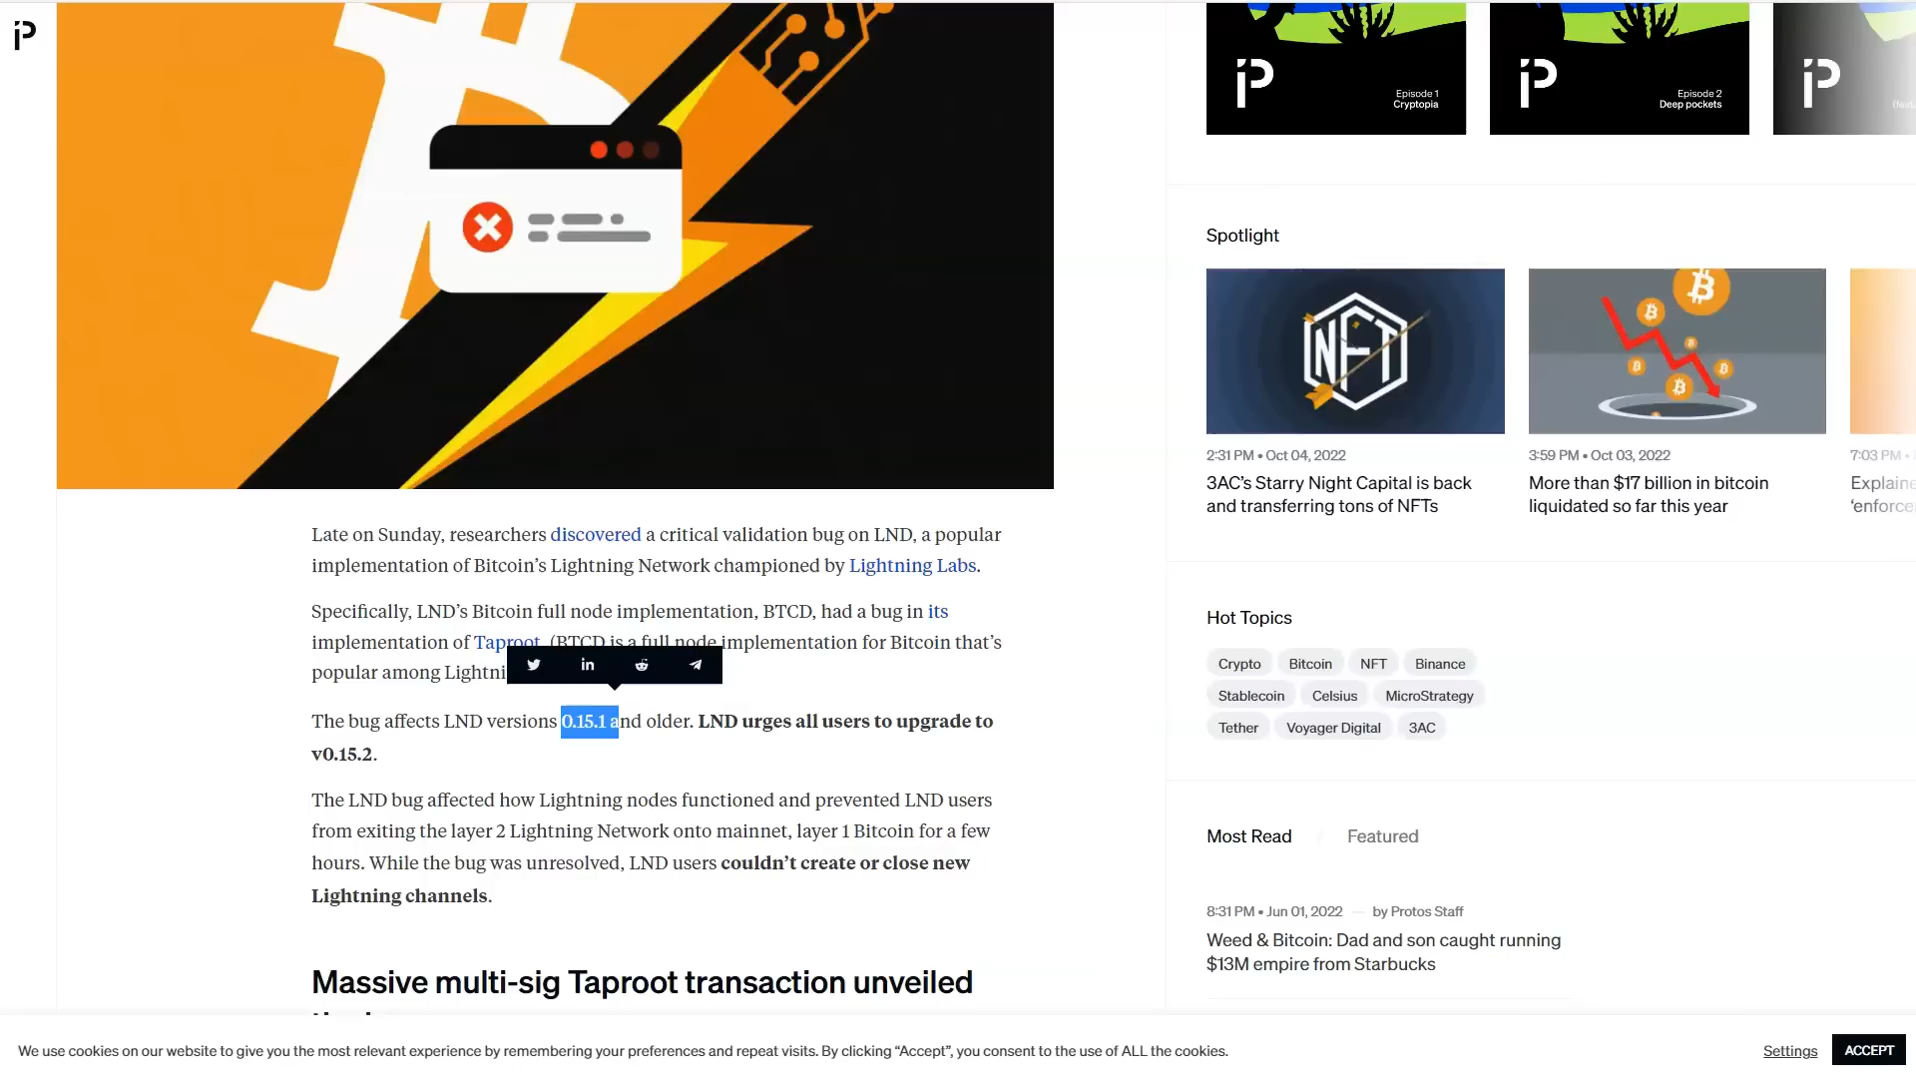 Episode 1
Cryptopia
Episode 2
Deep pockets
Spotlight
NFT
2:31 PM • Oct 04, 2022
3AC’s Starry Night Capital is back
and transferring tons of NFTs
3:59 PM • Oct 03, 2022
More than $17 billion in bitcoin
liquidated so far this year
7:03 PM •
Late on Sunday, researchers discovered a critical validation bug on LND, a popular
implementation of Bitcoin’s Lightning Network championed by Lightning Labs.
Specifically, LND’s Bitcoin full node implementation, BTCD, had a bug in its
implementation of Taproot. (BTCD is a full node implementation for Bitcoin that’s
popular among
The bug affects LND versions 0.15.1 and older. LND urges all users to upgrade to
v0.15.2.
The LND bug affected how Lightning nodes functioned and prevented LND users
from exiting the layer 2 Lightning Network onto mainnet, layer 1 Bitcoin for a few
hours. While the bug was unresolved, LND users couldn’t create or close new
Lightning channels.
Massive multi-sig Taproot transaction unveiled
Hot Topics
Crypto Bitcoin NFT Binance
Stablecoin Celsius MicroStrategy
Tether Voyager Digital 3AC
Most Read / Featured
8:31 PM • Jun 01, 2022 — by Protos Staff
Weed & Bitcoin: Dad and son caught running
$13M empire from Starbucks
We use cookies on our website to give you the most relevant experience by remembering your preferences and repeat visits. By clicking “Accept”, you consent to the use of ALL the cookies.
Settings
ACCEPT